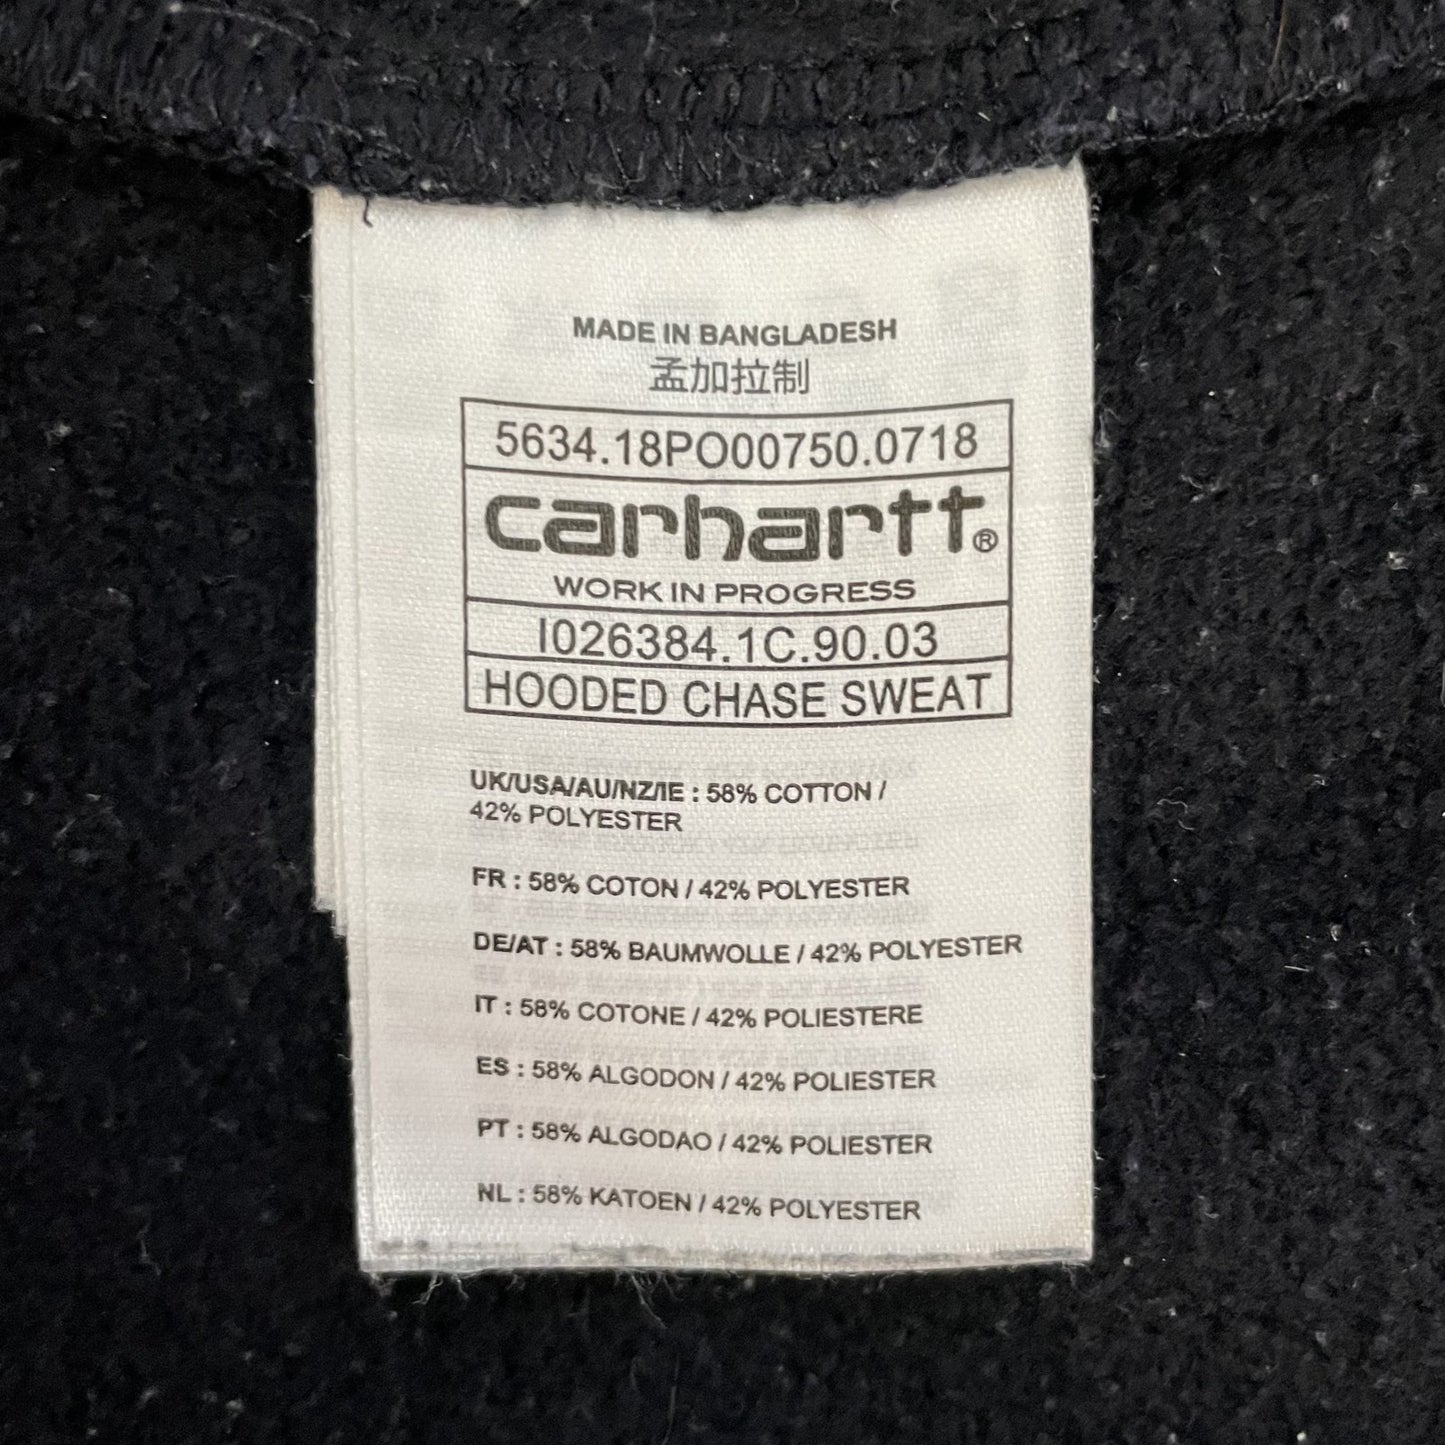 MADE IN BANGLADESH
孟加拉制
5634.18PO00750.0718
carhartt®
WORK IN PROGRESS
I026384.1C.90.03
HOODED CHASE SWEAT
UK/USA/AU/NZ/IE : 58% COTTON /
42% POLYESTER
FR : 58% COTON / 42% POLYESTER
DE/AT : 58% BAUMWOLLE / 42% POLYESTER
IT : 58% COTONE / 42% POLIESTERE
ES : 58% ALGODON / 42% POLIESTER
PT : 58% ALGODAO / 42% POLIESTER
NL : 58% KATOEN / 42% POLYESTER